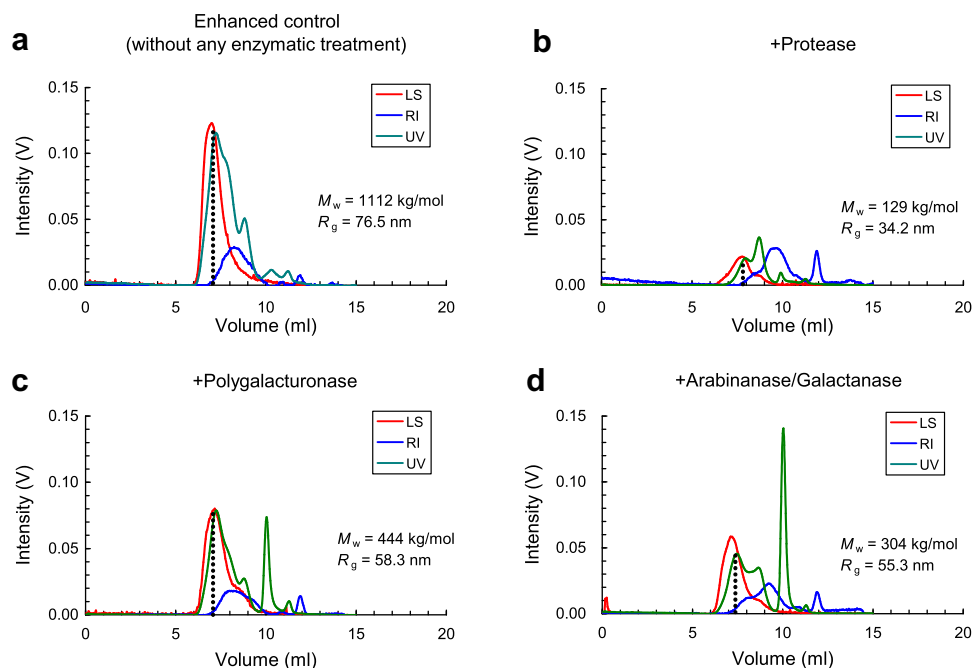 a
Enhanced control
(without any enzymatic treatment)
0.15
0.10
0.05
0.00
Intensity (V)
LS
RI
UV
Mw = 1112 kg/mol
Rg = 76.5 nm
0 5 10 15 20
Volume (ml)
b
+Protease
0.15
0.10
0.05
0.00
Intensity (V)
LS
RI
UV
Mw = 129 kg/mol
Rg = 34.2 nm
0 5 10 15 20
Volume (ml)
c
+Polygalacturonase
0.15
0.10
0.05
0.00
Intensity (V)
LS
RI
UV
Mw = 444 kg/mol
Rg = 58.3 nm
0 5 10 15 20
Volume (ml)
d
+Arabinanase/Galactanase
0.15
0.10
0.05
0.00
Intensity (V)
LS
RI
UV
Mw = 304 kg/mol
Rg = 55.3 nm
0 5 10 15 20
Volume (ml)